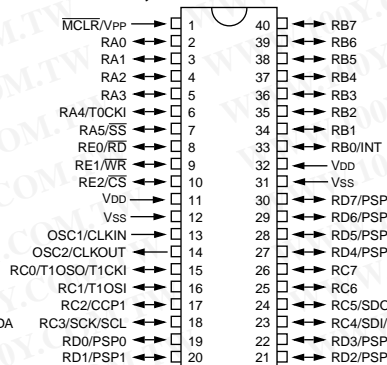 MCLR/VPP 1 40 RB7
RA0 2 39 RB6
RA1 3 38 RB5
RA2 4 37 RB4
RA3 5 36 RB3
RA4/T0CKI 6 35 RB2
RA5/SS 7 34 RB1
RE0/RD 8 33 RB0/INT
RE1/WR 9 32 VDD
RE2/CS 10 31 VSS
VDD 11 30 RD7/PSP
VSS 12 29 RD6/PSP
OSC1/CLKIN 13 28 RD5/PSP
OSC2/CLKOUT 14 27 RD4/PSP
RC0/T1OSO/T1CKI 15 26 RC7
RC1/T1OSI 16 25 RC6
RC2/CCP1 17 24 RC5/SDO
DA RC3/SCK/SCL 18 23 RC4/SDI/
RD0/PSP0 19 22 RD3/PSP
RD1/PSP1 20 21 RD2/PSP